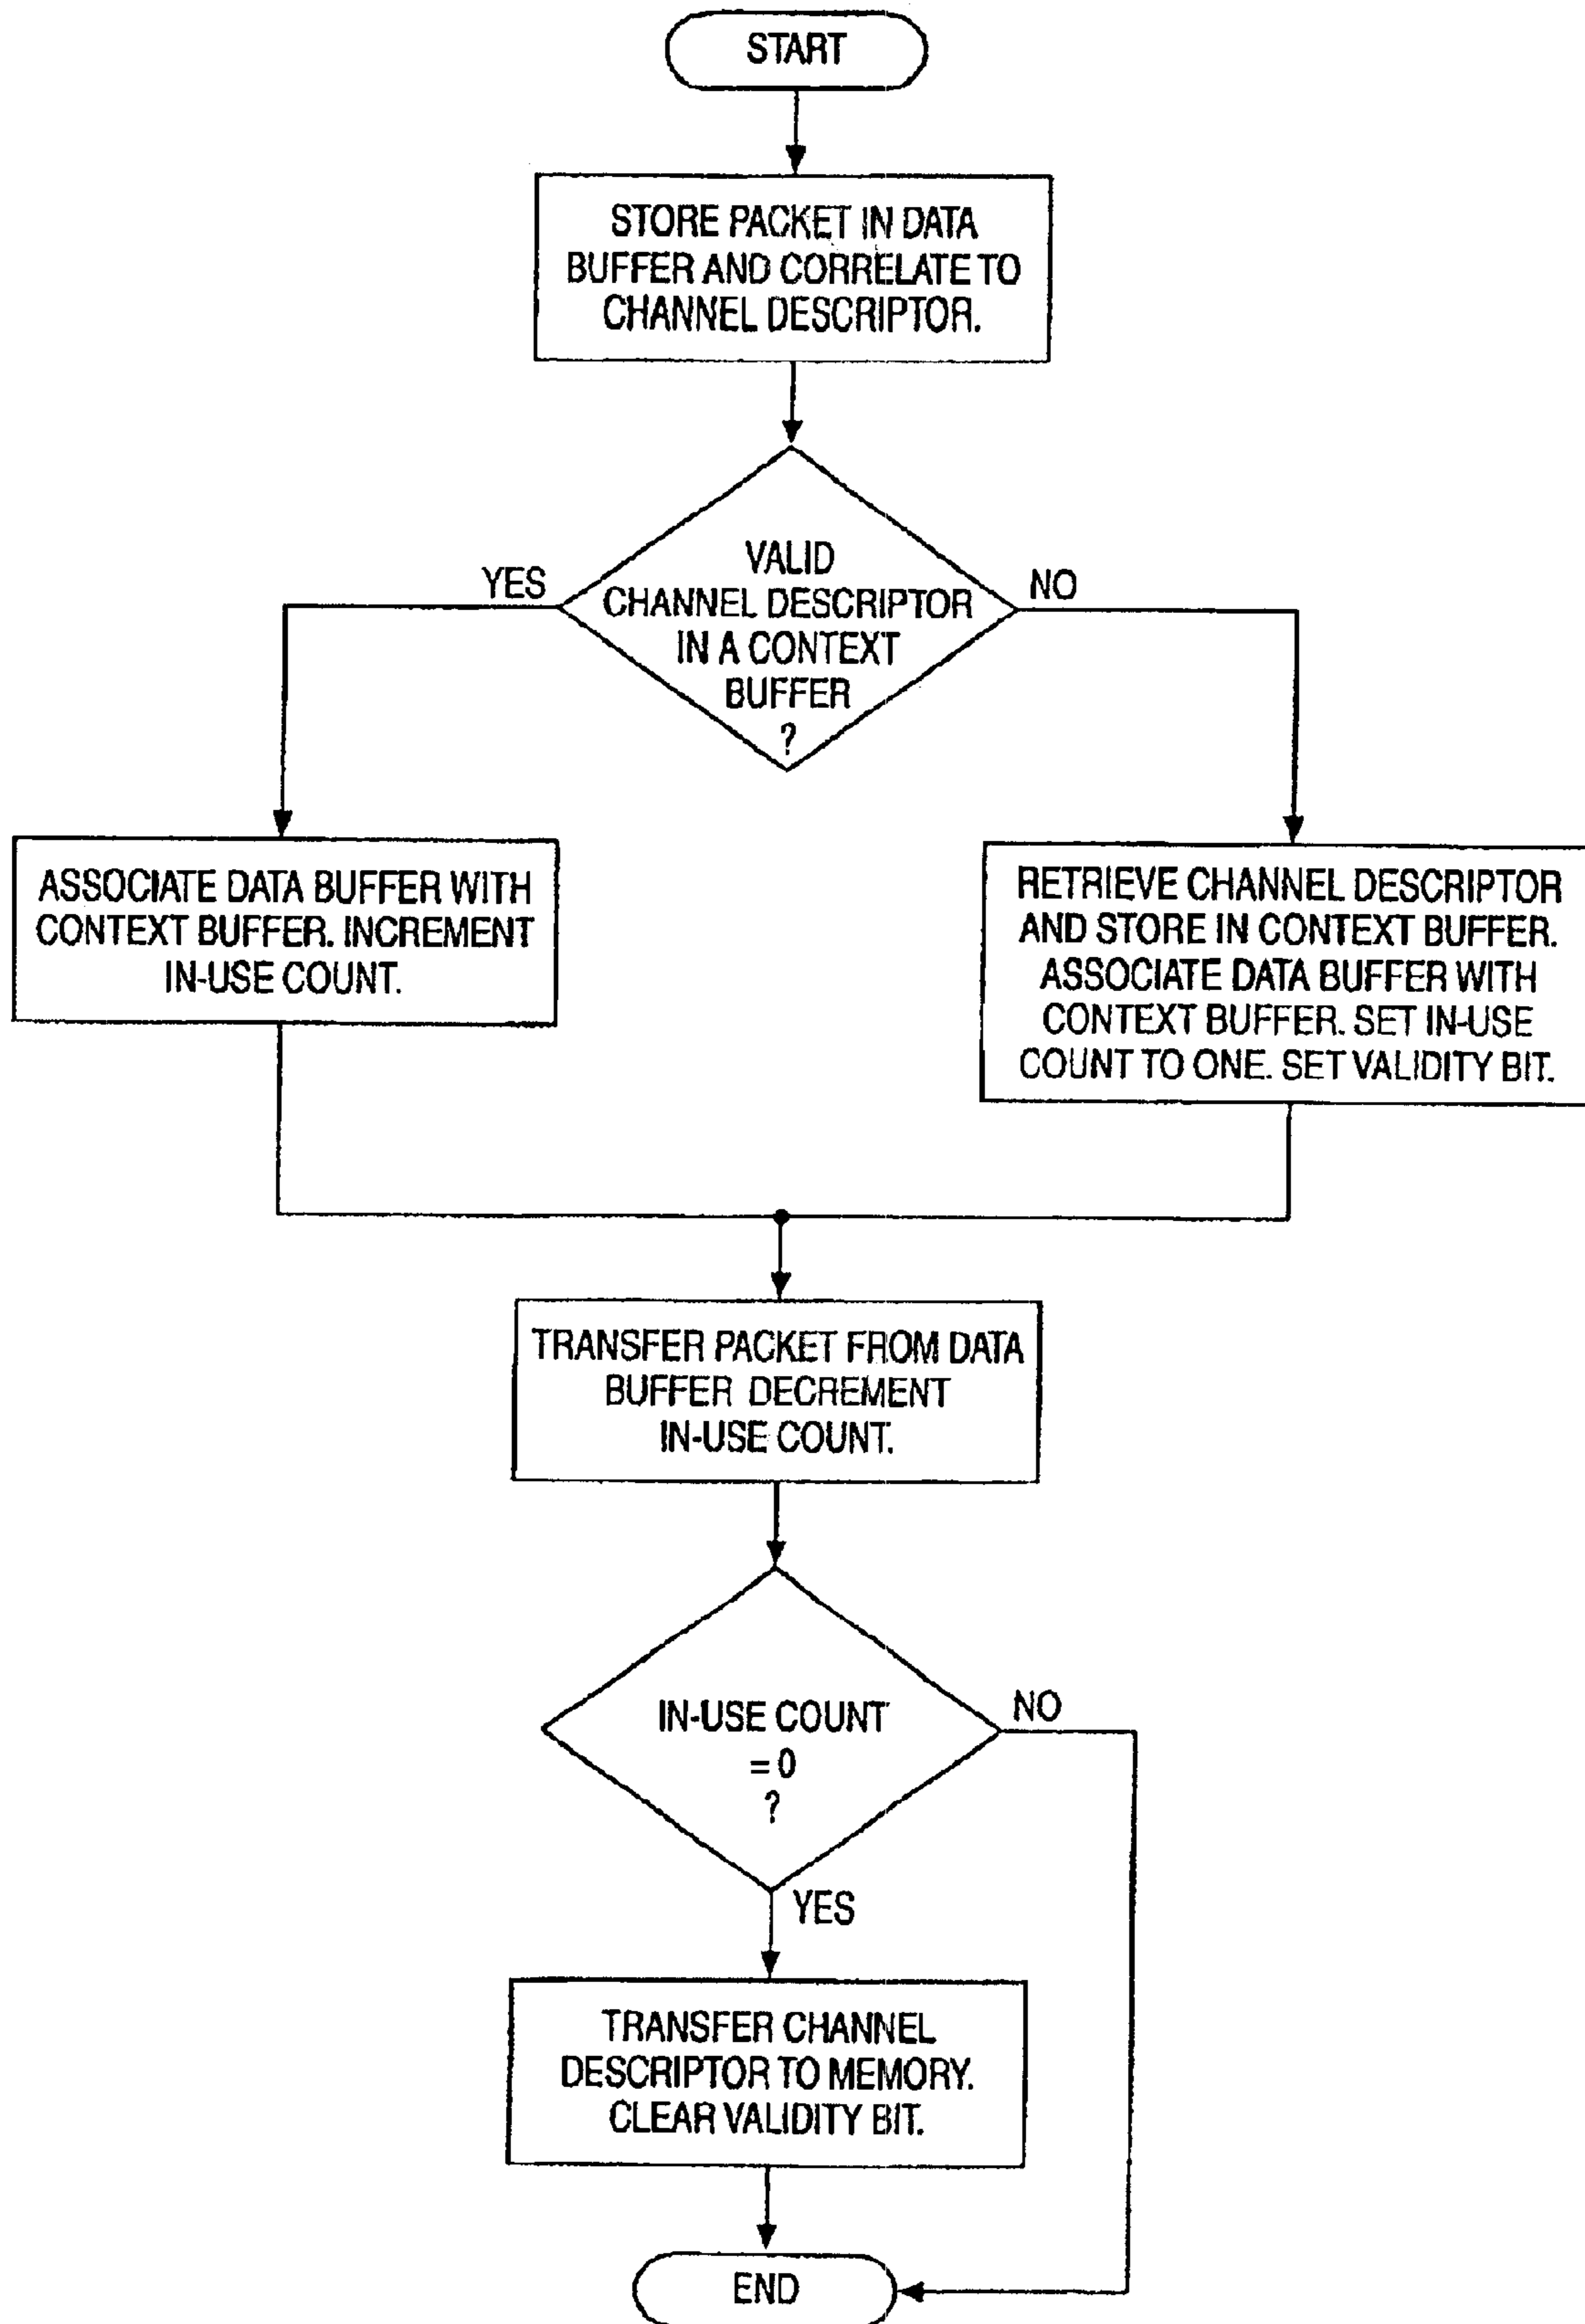 START
STORE PACKET IN DATA
BUFFER AND CORRELATE TO
CHANNEL DESCRIPTOR.
VALID
CHANNEL DESCRIPTOR
IN A CONTEXT
BUFFER
?
YES
NO
ASSOCIATE DATA BUFFER WITH
CONTEXT BUFFER. INCREMENT
IN-USE COUNT.
RETRIEVE CHANNEL DESCRIPTOR
AND STORE IN CONTEXT BUFFER.
ASSOCIATE DATA BUFFER WITH
CONTEXT BUFFER. SET IN-USE
COUNT TO ONE. SET VALIDITY BIT.
TRANSFER PACKET FROM DATA
BUFFER DECREMENT
IN-USE COUNT.
IN-USE COUNT
= 0
?
NO
YES
TRANSFER CHANNEL
DESCRIPTOR TO MEMORY.
CLEAR VALIDITY BIT.
END